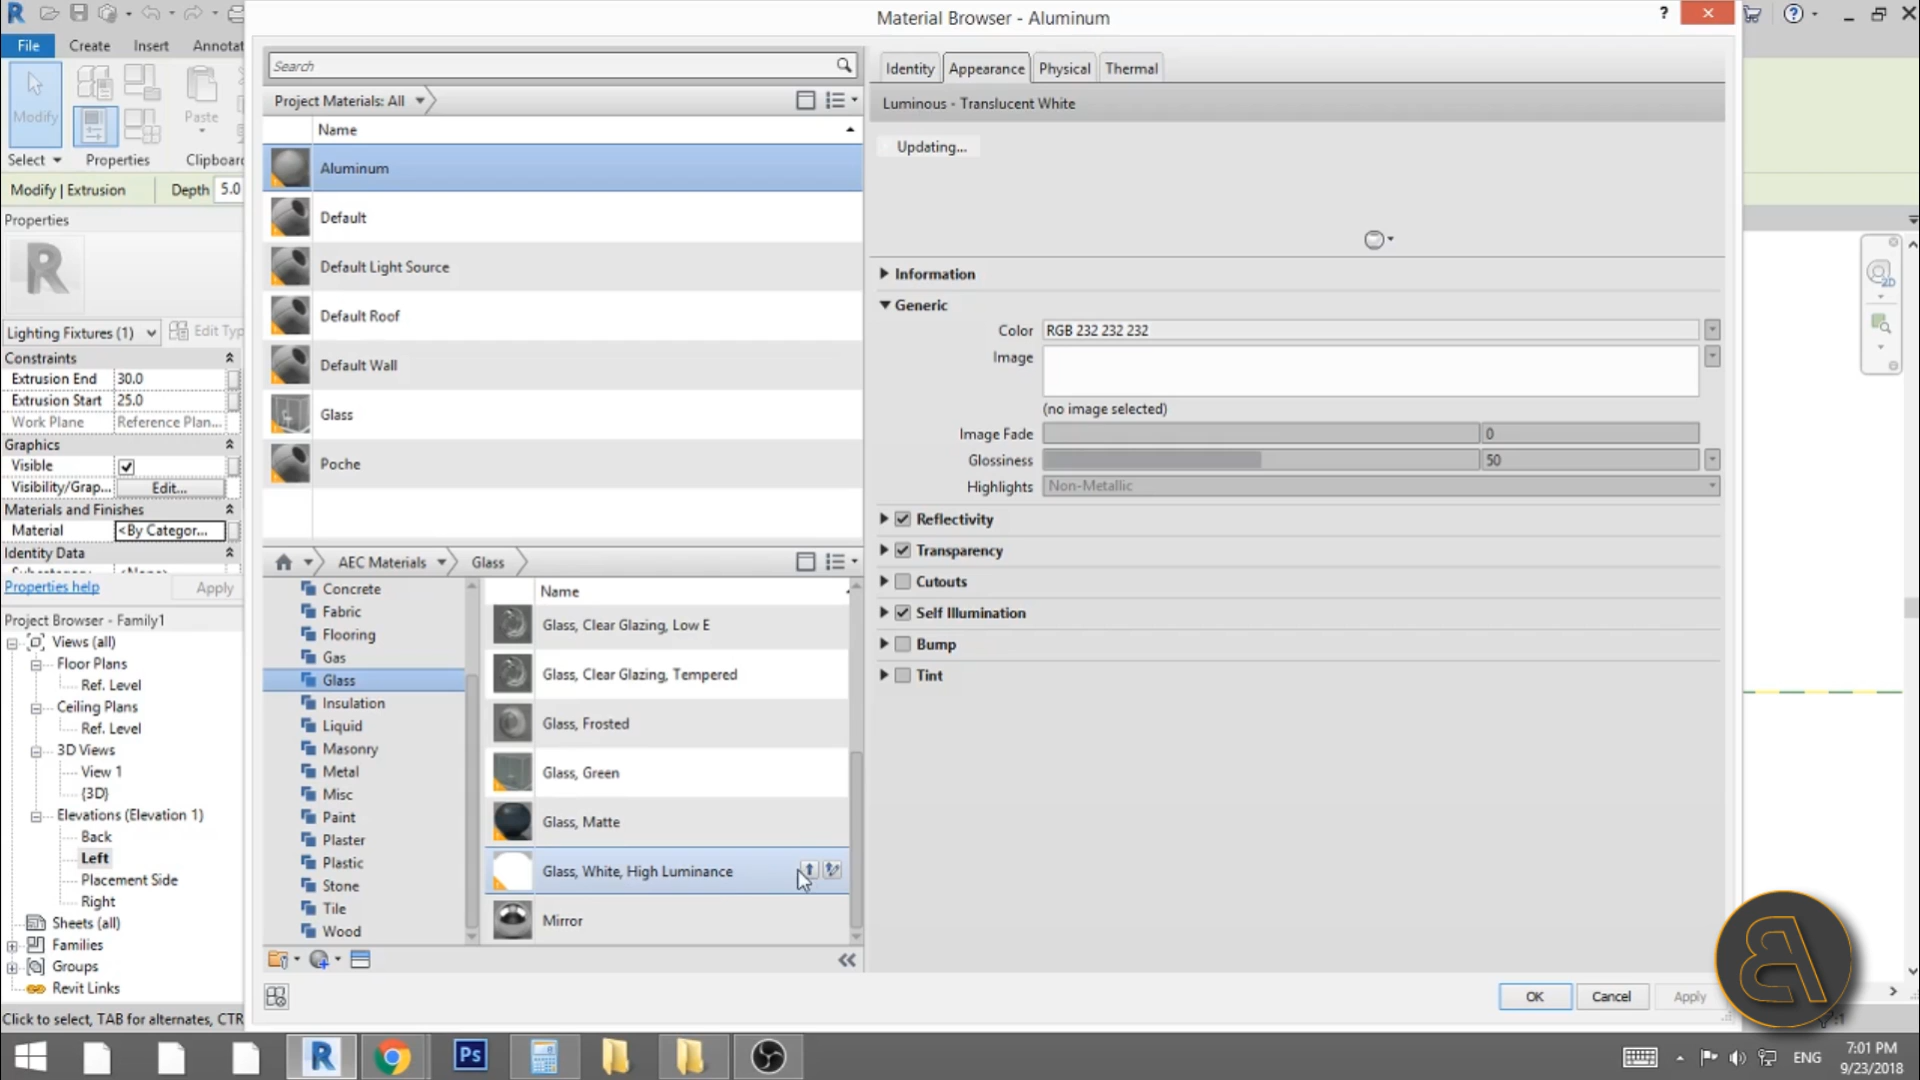 Material Browser - Aluminum
?
File
Create
Insert
Annotat
Modify
Paste
Select
Properties
Clipboard
Modify | Extrusion
Depth
5.0
Properties
R
Lighting Fixtures (1)
Edit Typ
Constraints
Extrusion End
30.0
Extrusion Start
25.0
Work Plane
Reference Plan...
Graphics
Visible
Visibility/Grap...
Edit...
Materials and Finishes
Material
<By Categor...
Identity Data
Properties help
Apply
Project Browser - Family1
Views (all)
Floor Plans
Ref. Level
Ceiling Plans
Ref. Level
3D Views
View 1
{3D}
Elevations (Elevation 1)
Back
Left
Placement Side
Right
Sheets (all)
Families
Groups
Revit Links
Click to select, TAB for alternates, CTR
Search
Project Materials: All
Name
Aluminum
Default
Default Light Source
Default Roof
Default Wall
Glass
Poche
AEC Materials
Glass
Concrete
Fabric
Flooring
Gas
Glass
Insulation
Liquid
Masonry
Metal
Misc
Paint
Plaster
Plastic
Stone
Tile
Wood
Name
Glass, Clear Glazing, Low E
Glass, Clear Glazing, Tempered
Glass, Frosted
Glass, Green
Glass, Matte
Glass, White, High Luminance
Mirror
Identity
Appearance
Physical
Thermal
Luminous - Translucent White
Updating...
Information
Generic
Color
RGB 232 232 232
Image
(no image selected)
Image Fade
0
Glossiness
50
Highlights
Non-Metallic
Reflectivity
Transparency
Cutouts
Self Illumination
Bump
Tint
OK
Cancel
Apply
2D
R
Ps
ENG
7:01 PM
9/23/2018